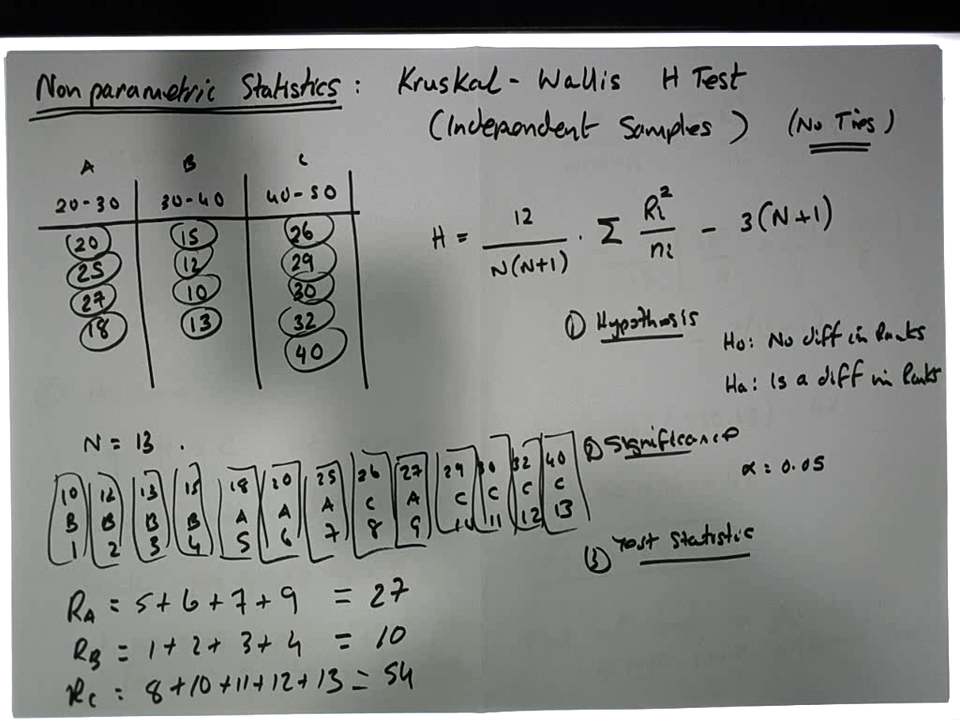 Nonparametric Statistics : Kruskal-Wallis H Test
(Independent Samples) (No Ties)
A B C
20-30 30-40 40-50
20 15 26
25 12 29
27 10 30
18 13 32
40
H = 12 / N(N+1) . Σ Ri² / ni - 3(N+1)
① Hypothesis
Ho: No diff in Ranks
Ha: Is a diff in Ranks
N = 13 .
② Significance
α = 0.05
10 12 13 15 18 20 25 26 27 29 30 32 40
B B B B A A A C A C C C C
1 2 3 4 5 6 7 8 9 10 11 12 13
③ Test Statistic
RA = 5+6+7+9 = 27
RB = 1+2+3+4 = 10
RC = 8+10+11+12+13 = 54